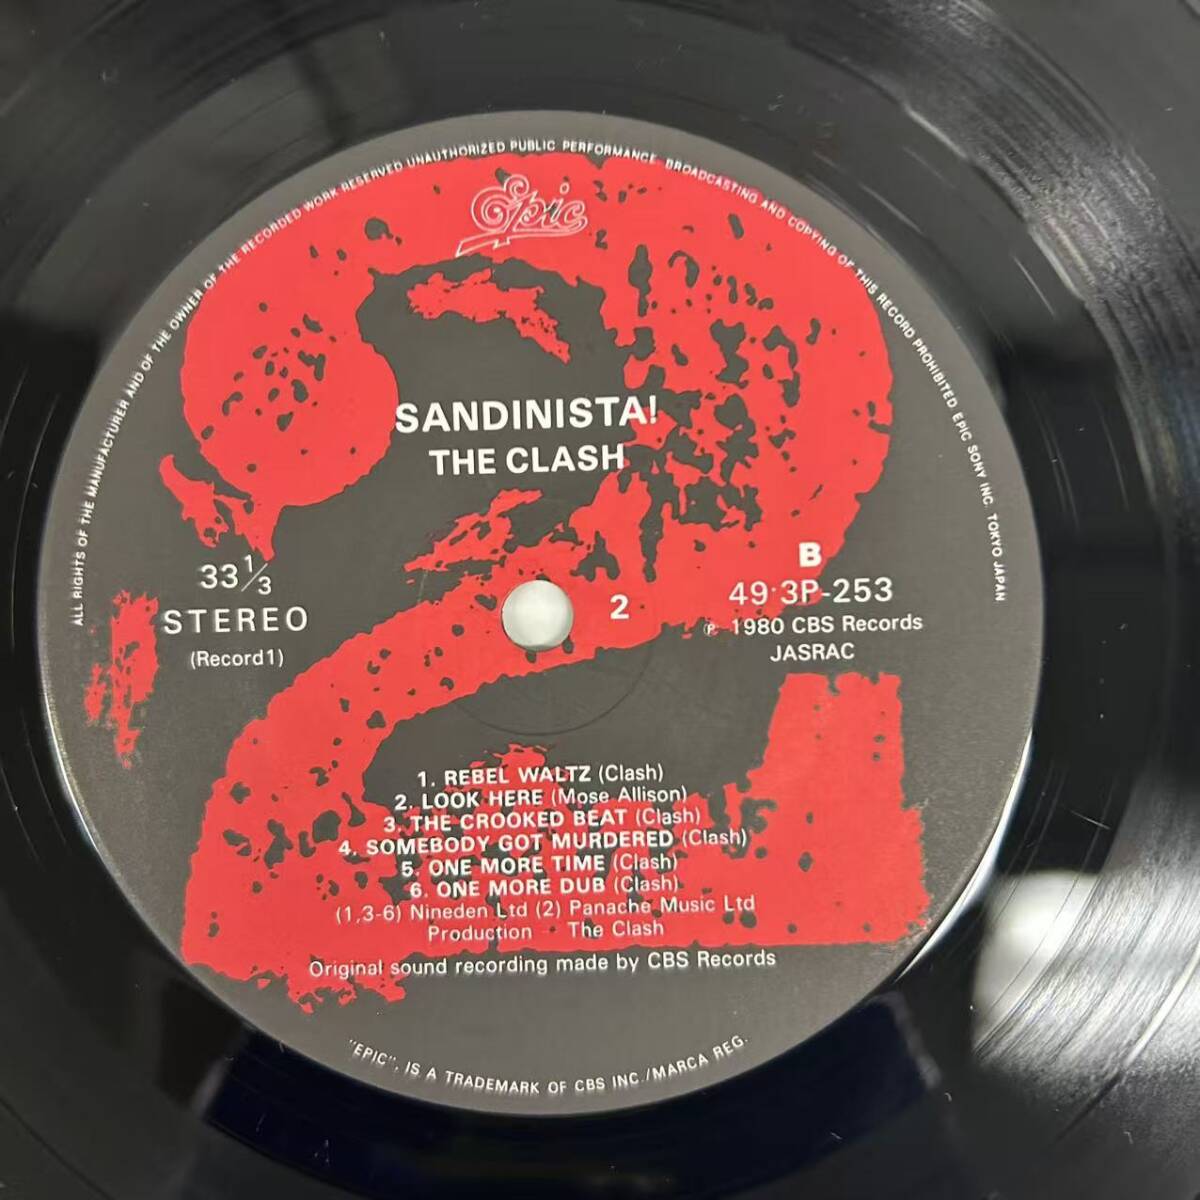 ALL RIGHTS OF THE MANUFACTURER AND OF THE OWNER OF THE RECORDED WORK RESERVED UNAUTHORIZED PUBLIC PERFORMANCE BROADCASTING AND COPYING OF THIS RECORD PROHIBITED EPIC SONY INC. TOKYO JAPAN
Epic
SANDINISTA!
THE CLASH
33 1/3
STEREO
(Record1)
2
B
49·3P-253
℗ 1980 CBS Records
JASRAC
1. REBEL WALTZ (Clash)
2. LOOK HERE (Mose Allison)
3. THE CROOKED BEAT (Clash)
4. SOMEBODY GOT MURDERED (Clash)
5. ONE MORE TIME (Clash)
6. ONE MORE DUB (Clash)
(1,3-6) Nineden Ltd (2) Panache Music Ltd
Production · The Clash
Original sound recording made by CBS Records
"EPIC", IS A TRADEMARK OF CBS INC./MARCA REG.